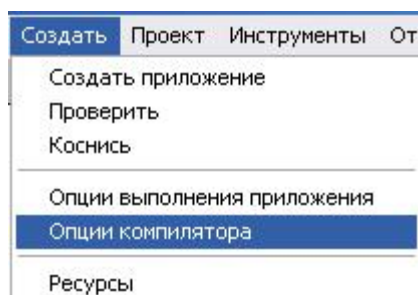 Создать Проект Инструменты От
Создать приложение
Проверить
Коснись
Опции выполнения приложения
Опции компилятора
Ресурсы